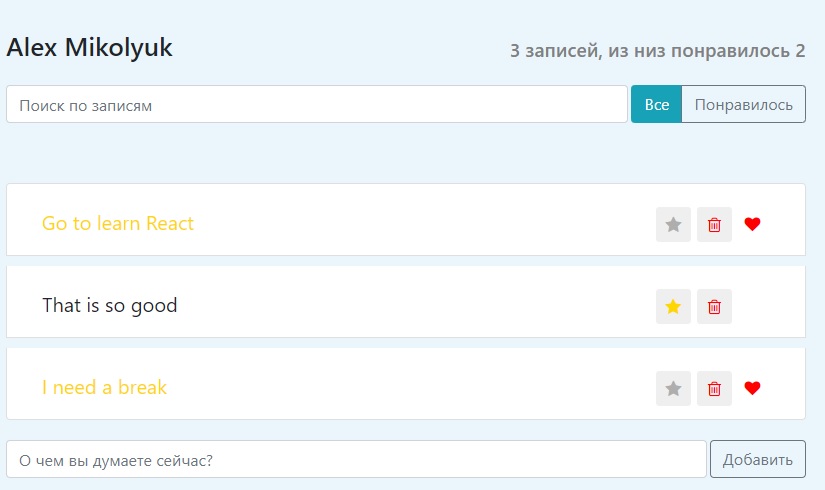 Alex Mikolyuk
3 записей, из низ понравилось 2
Поиск по записям
Все
Понравилось
Go to learn React
That is so good
I need a break
О чем вы думаете сейчас?
Добавить